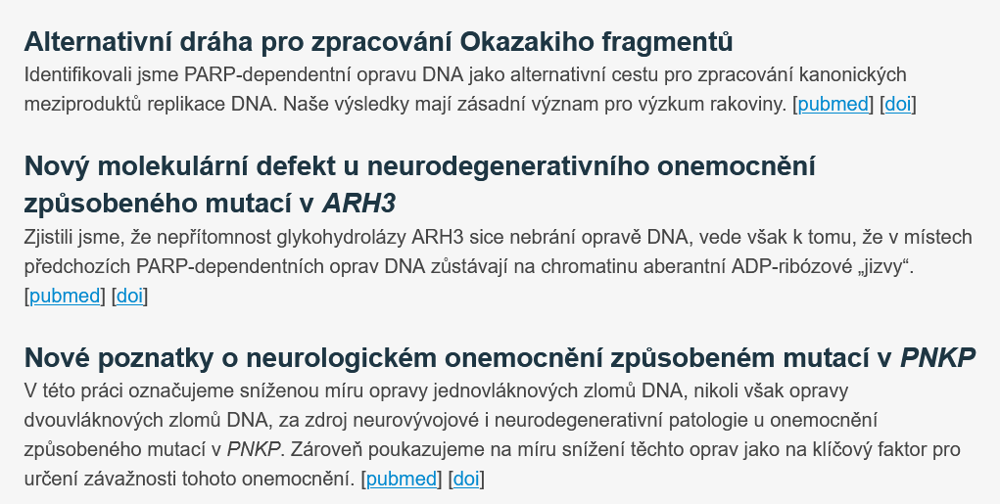 Alternativní dráha pro zpracování Okazakiho fragmentů
Identifikovali jsme PARP-dependentní opravu DNA jako alternativní cestu pro zpracování kanonických
meziproduktů replikace DNA. Naše výsledky mají zásadní význam pro výzkum rakoviny. [pubmed] [doi]
Nový molekulární defekt u neurodegenerativního onemocnění
způsobeného mutací v ARH3
Zjistili jsme, že nepřítomnost glykohydrolázy ARH3 sice nebrání opravě DNA, vede však k tomu, že v místech
předchozích PARP-dependentních oprav DNA zůstávají na chromatinu aberantní ADP-ribózové „jizvy“.
[pubmed] [doi]
Nové poznatky o neurologickém onemocnění způsobeném mutací v PNKP
V této práci označujeme sníženou míru opravy jednovláknových zlomů DNA, nikoli však opravy
dvouvláknových zlomů DNA, za zdroj neurovývojové i neurodegenerativní patologie u onemocnění
způsobeného mutací v PNKP. Zároveň poukazujeme na míru snížení těchto oprav jako na klíčový faktor pro
určení závažnosti tohoto onemocnění. [pubmed] [doi]